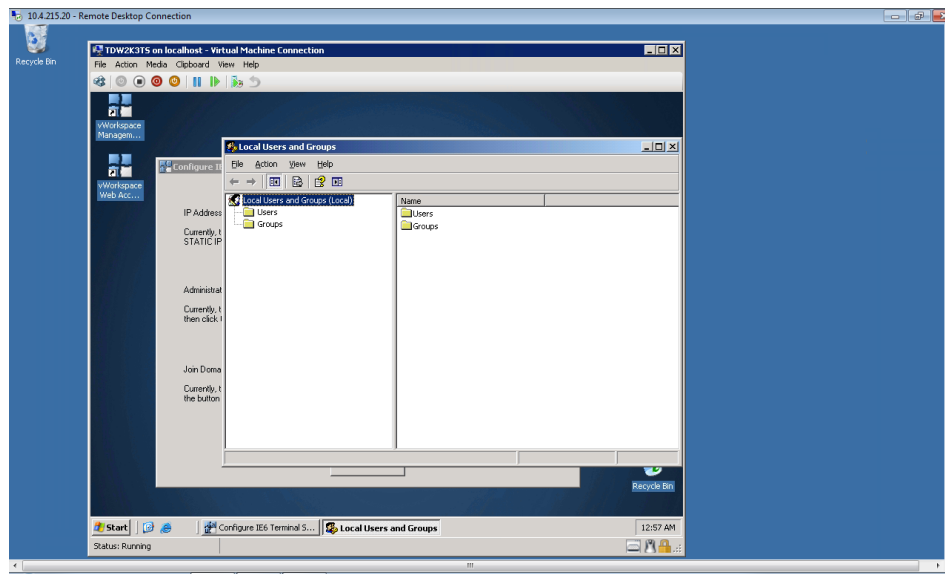 10.4.215.20 - Remote Desktop Connection
Recycle Bin
TDW2K3TS on localhost - Virtual Machine Connection
File Action Media Clipboard View Help
vWorkspace
Managem...
vWorkspace
Web Acc...
Configure IE
Local Users and Groups
File Action View Help
Local Users and Groups (Local)
Users
Groups
Name
Users
Groups
IP Address
Currently, t
STATIC IP
Administrat
Currently, t
then click
Join Doma
Currently, t
the button
Recycle Bin
Start
Configure IE6 Terminal S...
Local Users and Groups
12:57 AM
Status: Running